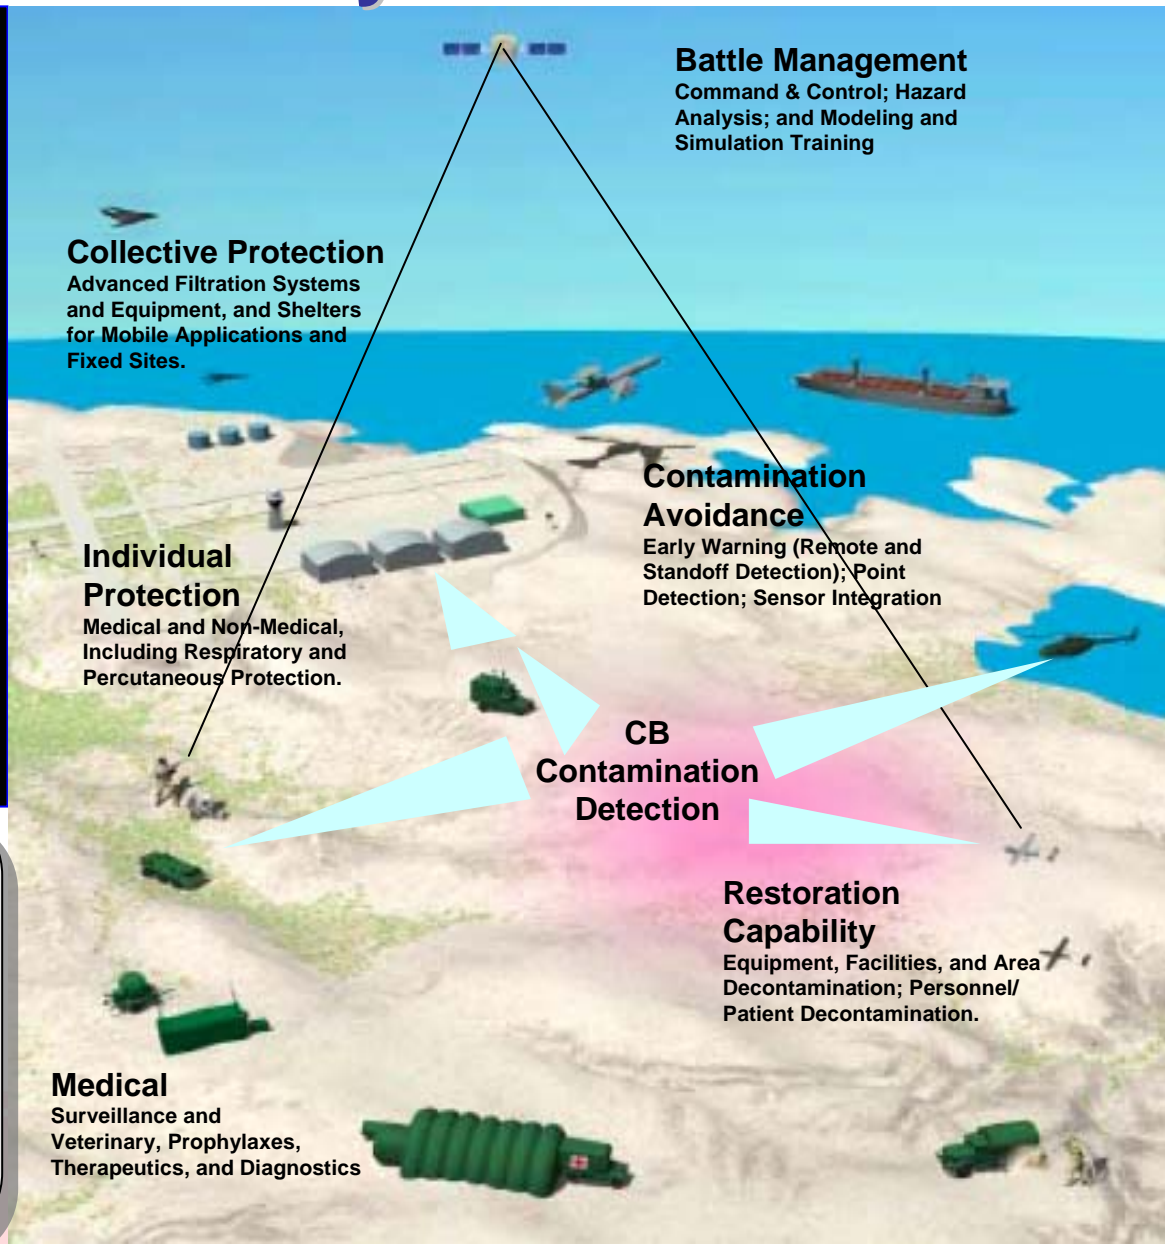 Battle Management
Command & Control; Hazard
Analysis; and Modeling and
Simulation Training
Collective Protection
Advanced Filtration Systems
and Equipment, and Shelters
for Mobile Applications and
Fixed Sites.
Contamination
Avoidance
Early Warning (Remote and
Standoff Detection); Point
Detection; Sensor Integration
Individual
Protection
Medical and Non-Medical,
Including Respiratory and
Percutaneous Protection.
CB
Contamination
Detection
Restoration
Capability
Equipment, Facilities, and Area
Decontamination; Personnel/
Patient Decontamination.
Medical
Surveillance and
Veterinary, Prophylaxes,
Therapeutics, and Diagnostics